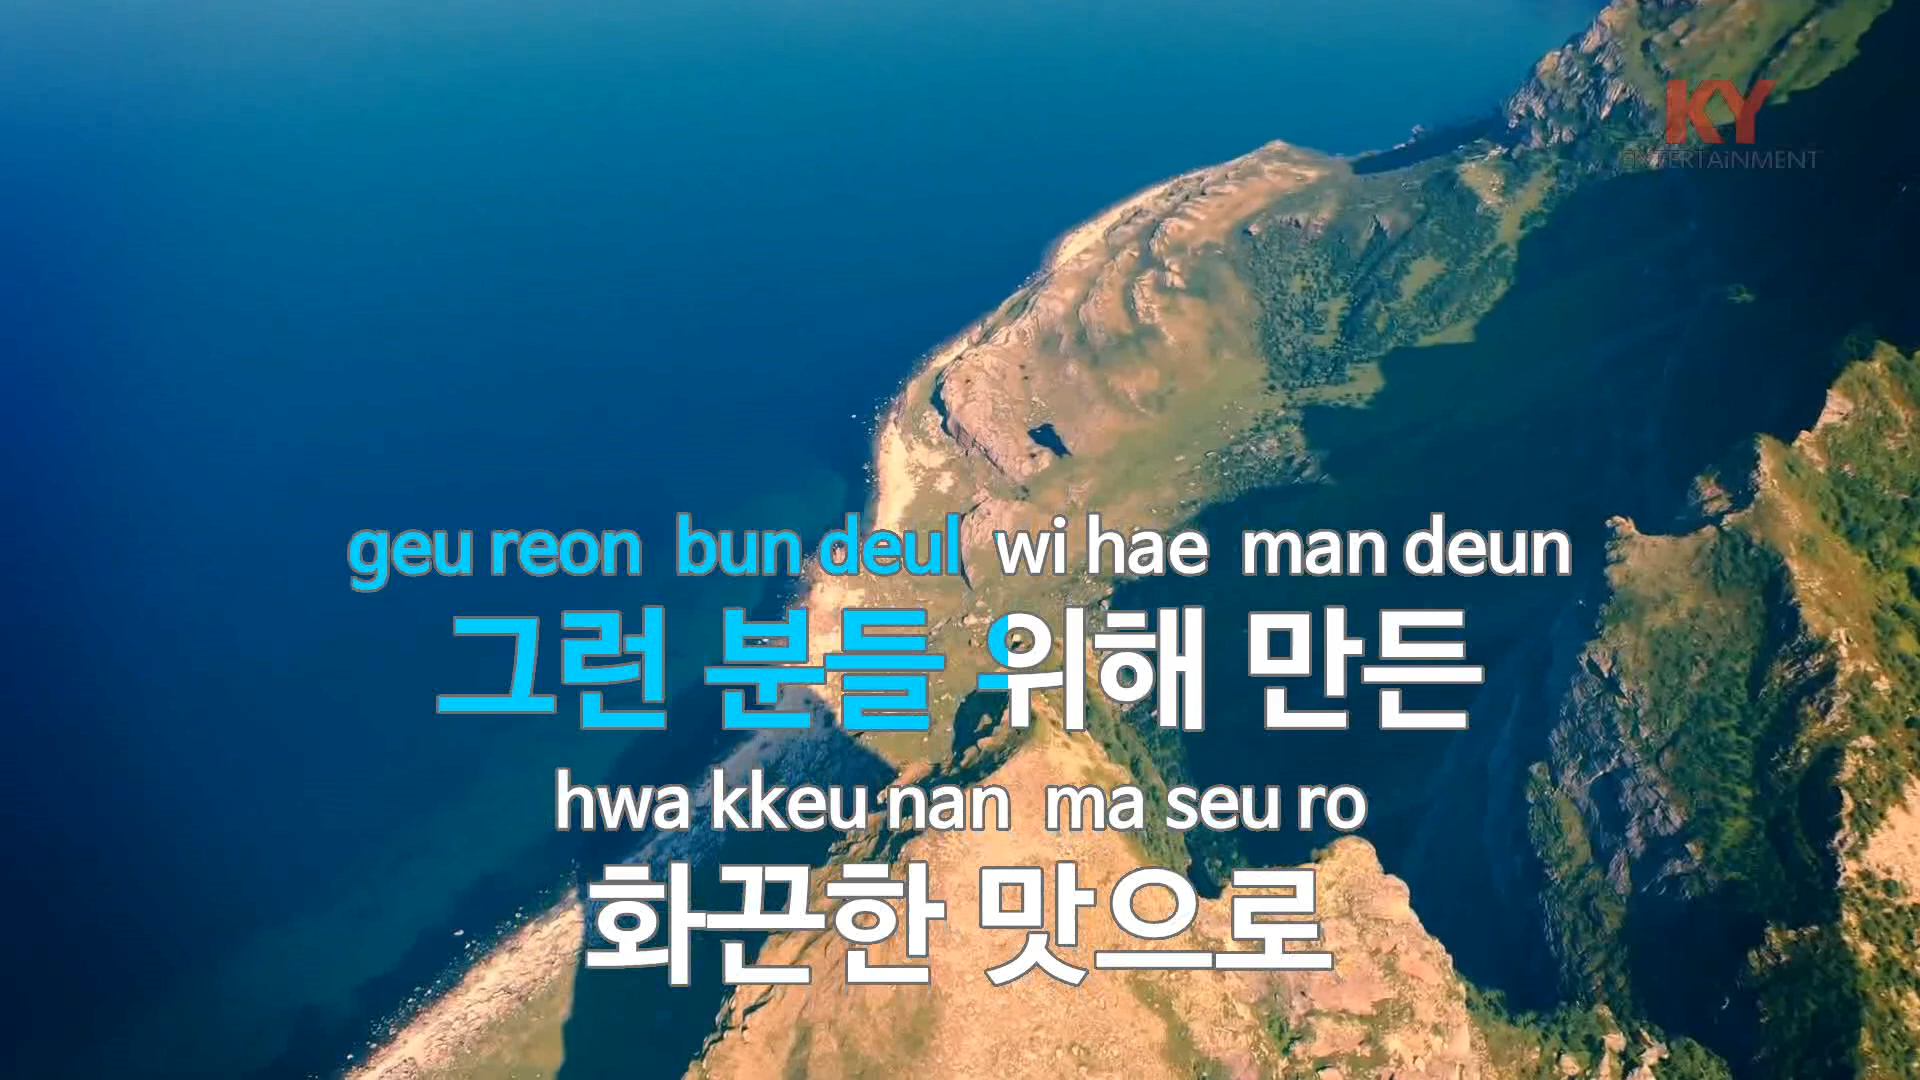 KY
ENTERTAiNMENT
geu reon bun deul wi hae man deun
그런 분들 위해 만든
hwa kkeu nan ma seu ro
화끈한 맛으로